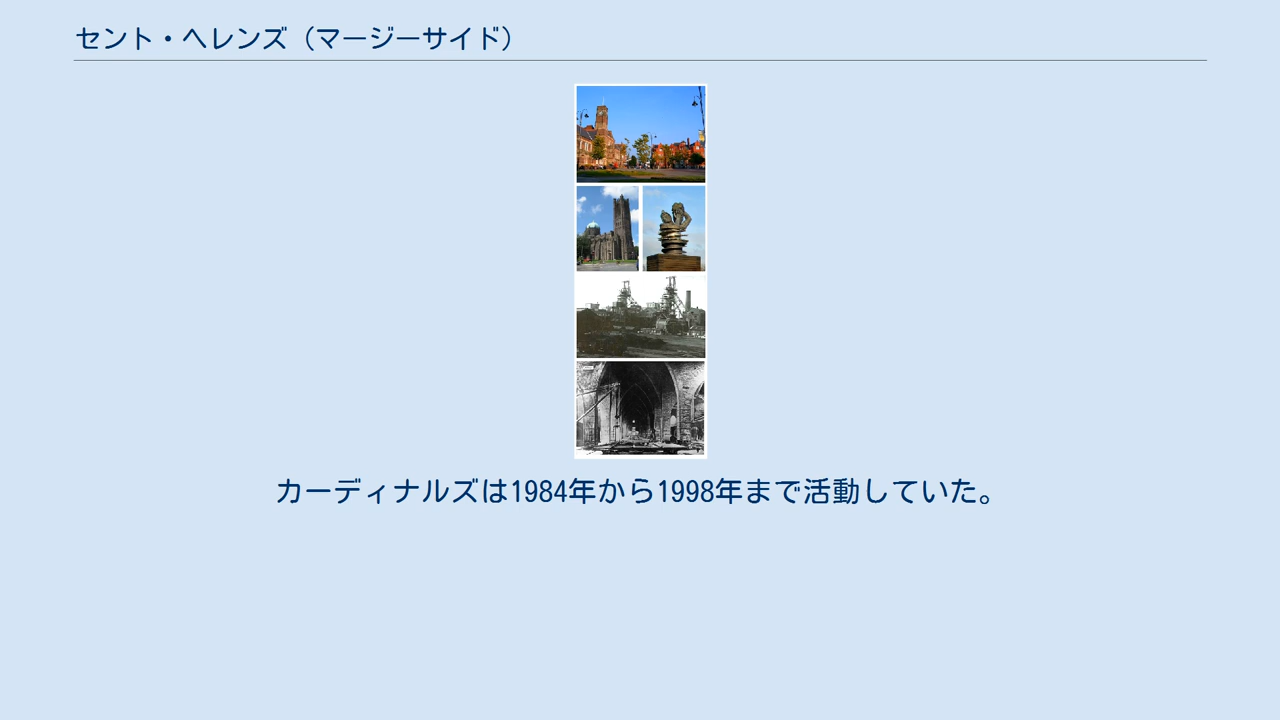 セント・ヘレンズ（マージーサイド）
カーディナルズは1984年から1998年まで活動していた。